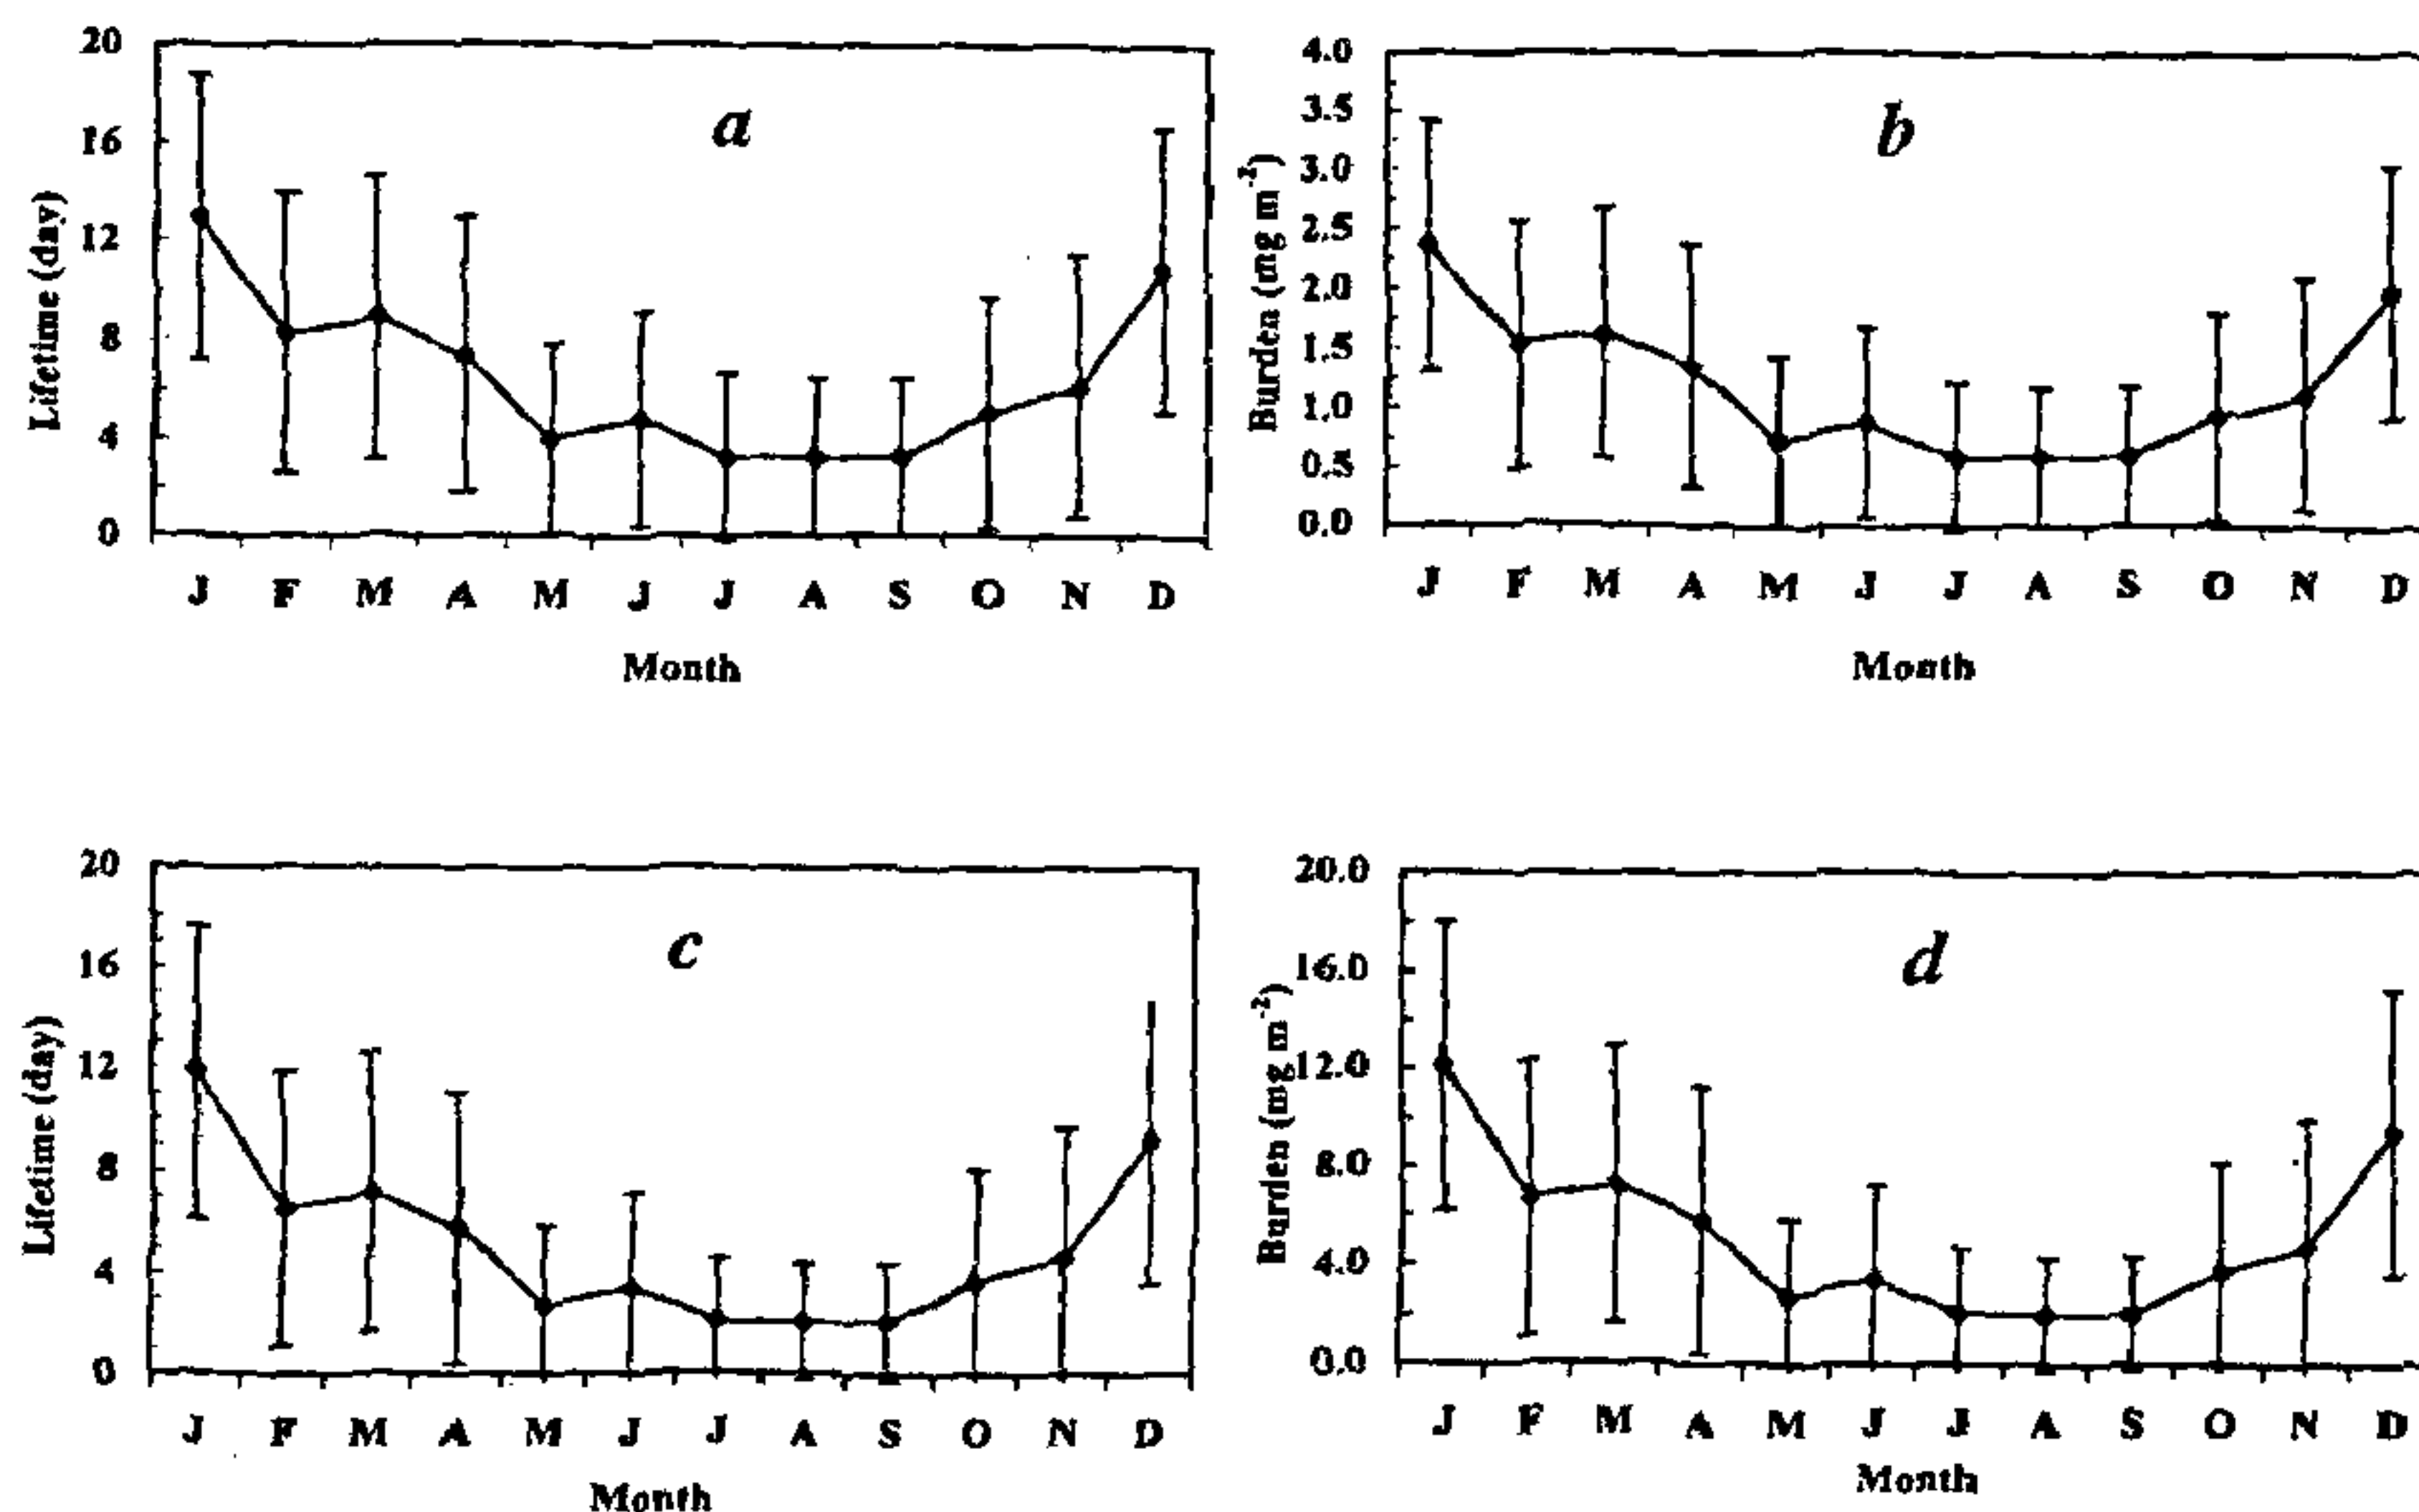 a
Lifetime (day)
20
16
12
8
4
0
J F M A M J J A S O N D
Month
b
Burden (mg m-2)
4.0
3.5
3.0
2.5
2.0
1.5
1.0
0.5
0.0
J F M A M J J A S O N D
Month
c
Lifetime (day)
20
16
12
8
4
0
J F M A M J J A S O N D
Month
d
Burden (mg m-2)
20.0
16.0
12.0
8.0
4.0
0.0
J F M A M J J A S O N D
Month